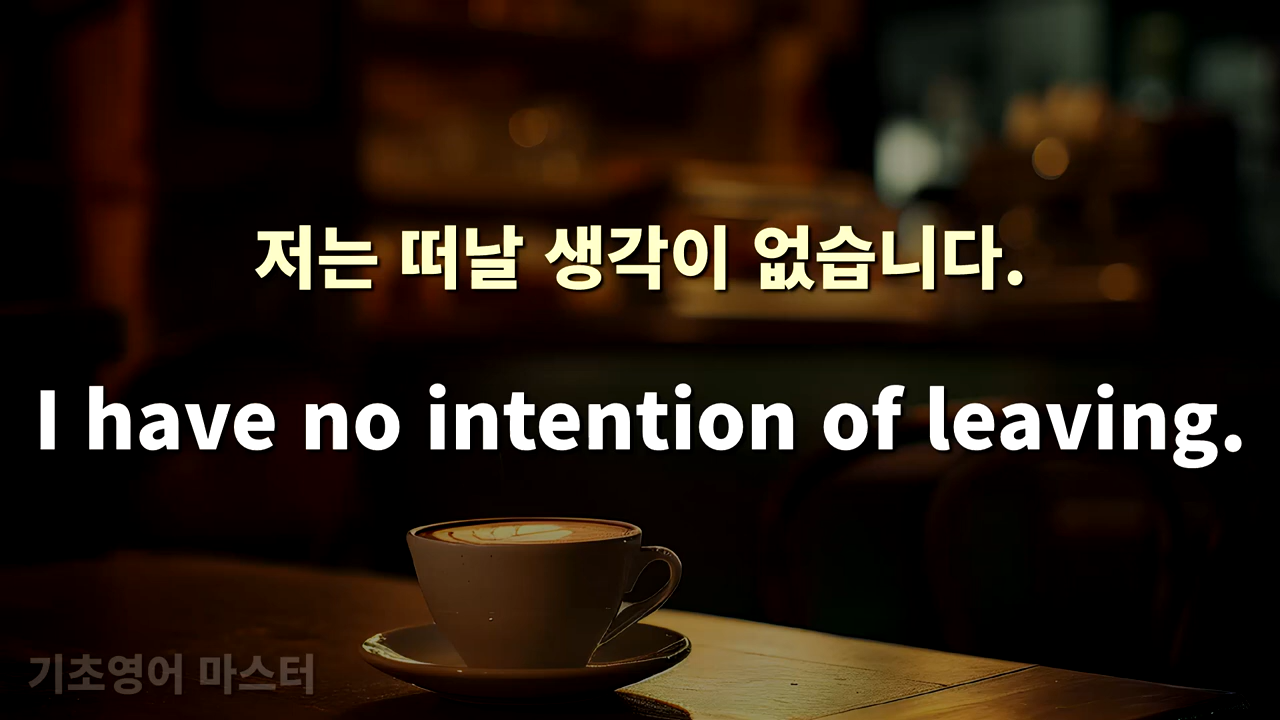 저는 떠날 생각이 없습니다.
I have no intention of leaving.
기초영어 마스터